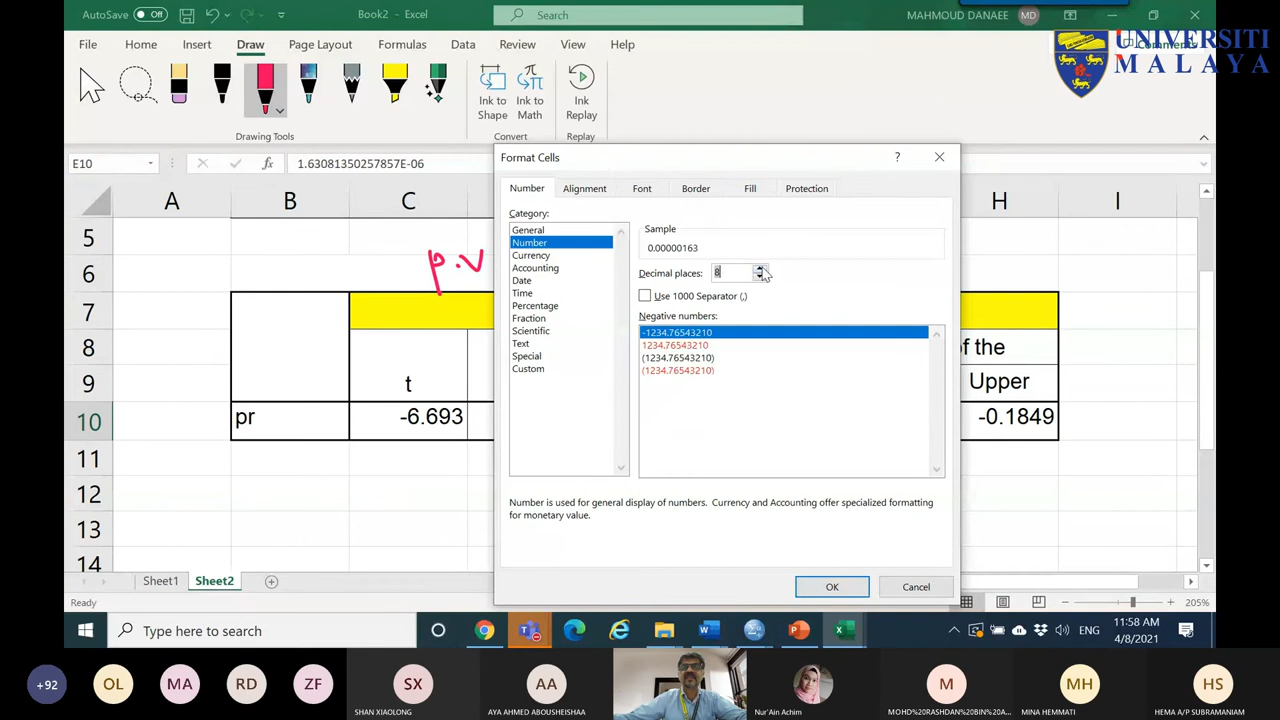 AutoSave Off Book2 - Excel Search MAHMOUD DANAEE MD
File Home Insert Draw Page Layout Formulas Data Review View Help Comments
UNIVERSITI
MALAYA
Ink to Shape
Ink to Math
Ink Replay
Drawing Tools Convert Replay
E10 fx 1.63081350257857E-06
A B C H I
5
6
7
8
9
10
11
12
13
14
p.v
of the
t Upper
pr -6.693 -0.1849
Format Cells ?
Number Alignment Font Border Fill Protection
Category:
General
Number
Currency
Accounting
Date
Time
Percentage
Fraction
Scientific
Text
Special
Custom
Sample
0.00000163
Decimal places: 8
Use 1000 Separator (,)
Negative numbers:
-1234.76543210
1234.76543210
(1234.76543210)
(1234.76543210)
Number is used for general display of numbers. Currency and Accounting offer specialized formatting
for monetary value.
OK Cancel
Sheet1 Sheet2
Ready 205%
Type here to search ENG 11:58 AM
4/8/2021
+92 OL MA RD ZF SX AA M MH HS
SHAN XIAOLONG AYA AHMED ABOUSHEISHAA Nur'Ain Achim MOHD%20RASHDAN%20BIN%20A... MINA HEMMATI HEMA A/P SUBRAMANIAM